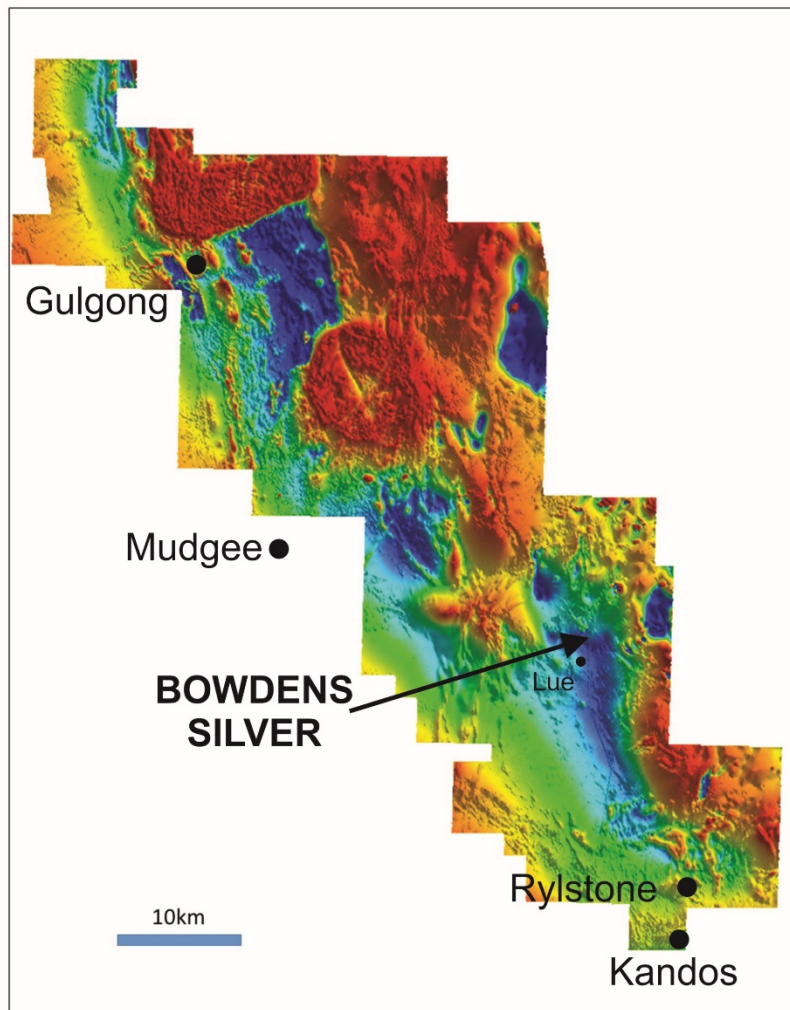 Gulgong
Mudgee
BOWDENS
SILVER
Lue
Rylstone
10km
Kandos